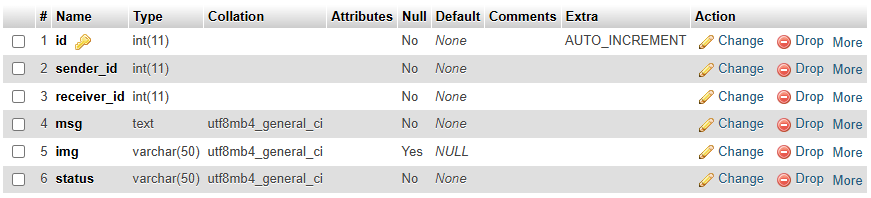 # Name Type Collation Attributes Null Default Comments Extra Action
1 id int(11) No None AUTO_INCREMENT Change Drop More
2 sender_id int(11) No None Change Drop More
3 receiver_id int(11) No None Change Drop More
4 msg text utf8mb4_general_ci No None Change Drop More
5 img varchar(50) utf8mb4_general_ci Yes NULL Change Drop More
6 status varchar(50) utf8mb4_general_ci No None Change Drop More